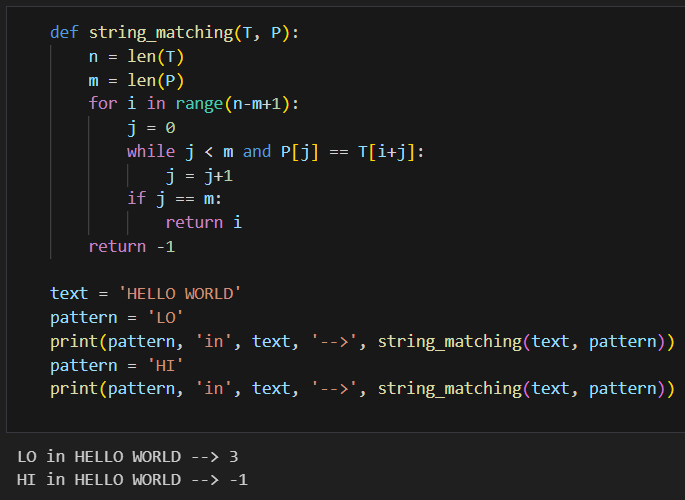 def string_matching(T, P):
    n = len(T)
    m = len(P)
    for i in range(n-m+1):
        j = 0
        while j < m and P[j] == T[i+j]:
            j = j+1
        if j == m:
            return i
    return -1

text = 'HELLO WORLD'
pattern = 'LO'
print(pattern, 'in', text, '-->', string_matching(text, pattern))
pattern = 'HI'
print(pattern, 'in', text, '-->', string_matching(text, pattern))
LO in HELLO WORLD --> 3
HI in HELLO WORLD --> -1